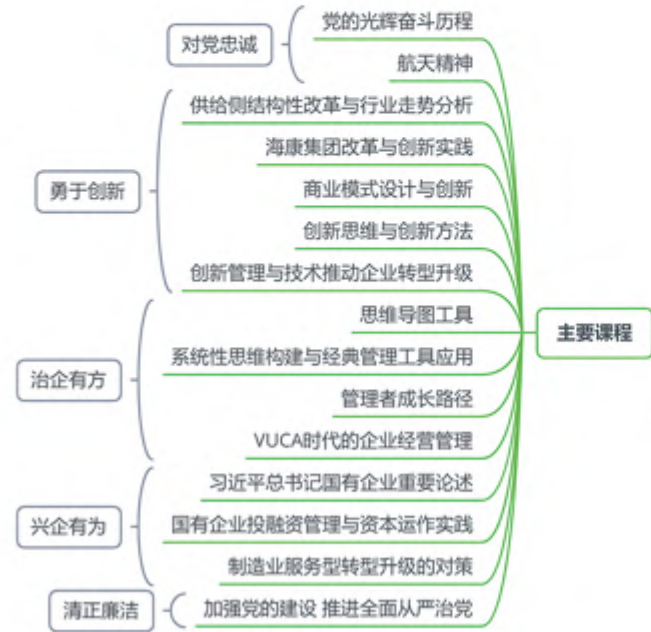 对党忠诚
党的光辉奋斗历程
航天精神
勇于创新
供给侧结构性改革与行业走势分析
海康集团改革与创新实践
商业模式设计与创新
创新思维与创新方法
创新管理与技术推动企业转型升级
治企有方
思维导图工具
系统性思维构建与经典管理工具应用
管理者成长路径
VUCA时代的企业经营管理
兴企有为
习近平总书记国有企业重要论述
国有企业投融资管理与资本运作实践
制造业服务型转型升级的对策
清正廉洁
加强党的建设 推进全面从严治党
主要课程